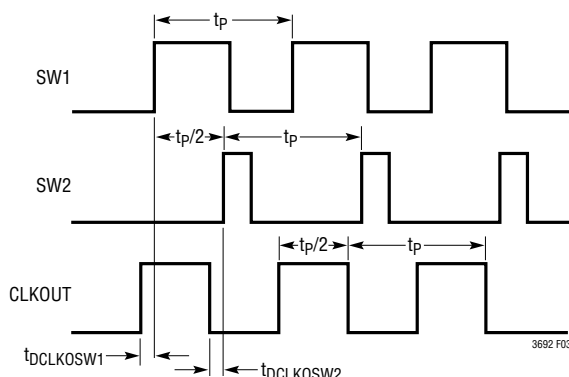 tP
SW1
tP/2
tP
SW2
tP/2
tP
CLKOUT
3692 F03
tDCLKOSW1
tDCLKOSW2